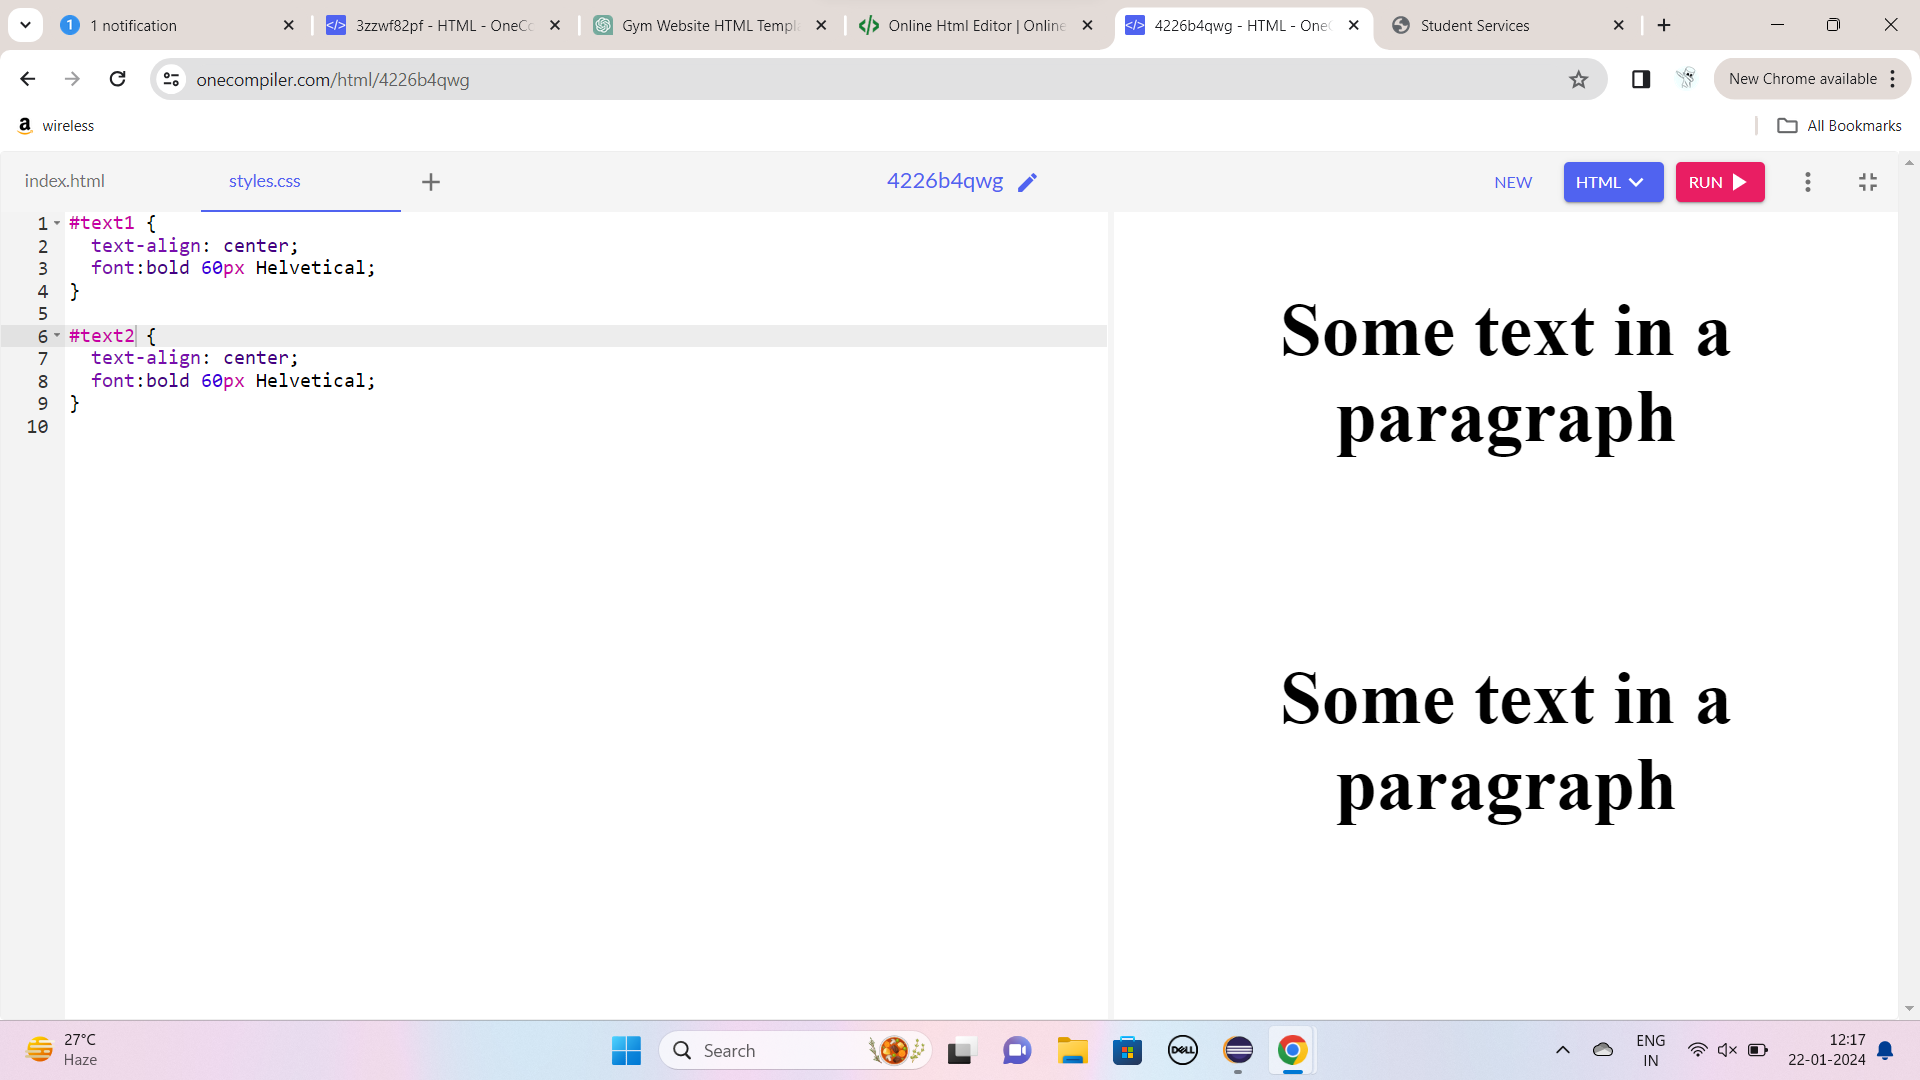 1 notification
3zzwf82pf - HTML - OneCo
Gym Website HTML Templ
Online Html Editor | Online
4226b4qwg - HTML - OneC
Student Services
onecompiler.com/html/4226b4qwg
New Chrome available
wireless
All Bookmarks
index.html
styles.css
4226b4qwg
NEW
HTML
RUN
1 #text1 {
2 text-align: center;
3 font:bold 60px Helvetical;
4 }
5
6 #text2 {
7 text-align: center;
8 font:bold 60px Helvetical;
9 }
10
Some text in a
paragraph
Some text in a
paragraph
27°C
Haze
Search
DELL
ENG
IN
12:17
22-01-2024